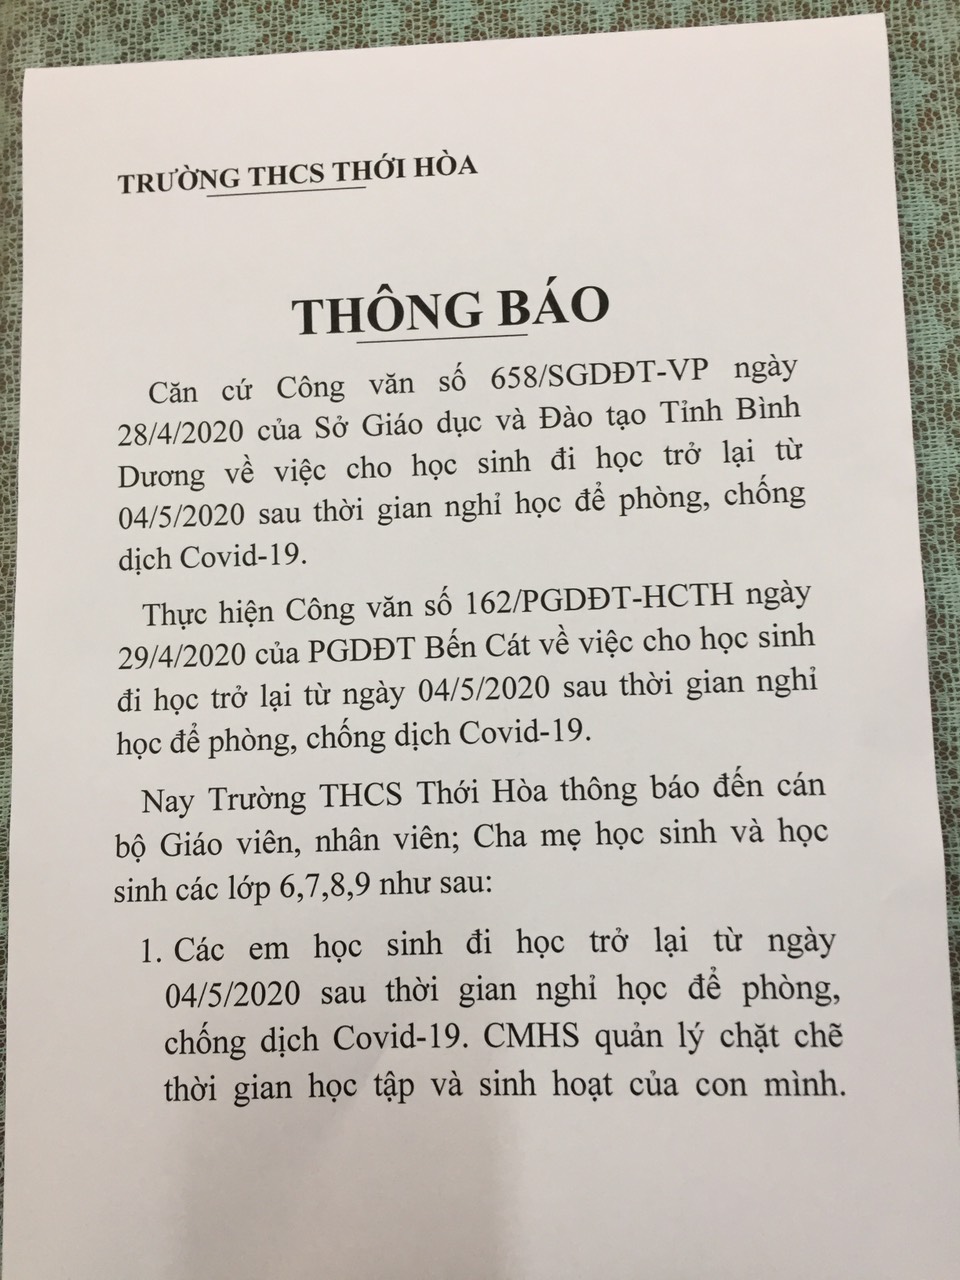 TRƯỜNG THCS THỚI HÒA
THÔNG BÁO
Căn cứ Công văn số 658/SGDĐT-VP ngày
28/4/2020 của Sở Giáo dục và Đào tạo Tỉnh Bình
Dương về việc cho học sinh đi học trở lại từ
04/5/2020 sau thời gian nghỉ học để phòng, chống
dịch Covid-19.
Thực hiện Công văn số 162/PGDĐT-HCTH ngày
29/4/2020 của PGDĐT Bến Cát về việc cho học sinh
đi học trở lại từ ngày 04/5/2020 sau thời gian nghỉ
học để phòng, chống dịch Covid-19.
Nay Trường THCS Thới Hòa thông báo đến cán
bộ Giáo viên, nhân viên; Cha mẹ học sinh và học
sinh các lớp 6,7,8,9 như sau:
1. Các em học sinh đi học trở lại từ ngày
04/5/2020 sau thời gian nghỉ học để phòng,
chống dịch Covid-19. CMHS quản lý chặt chẽ
thời gian học tập và sinh hoạt của con mình.